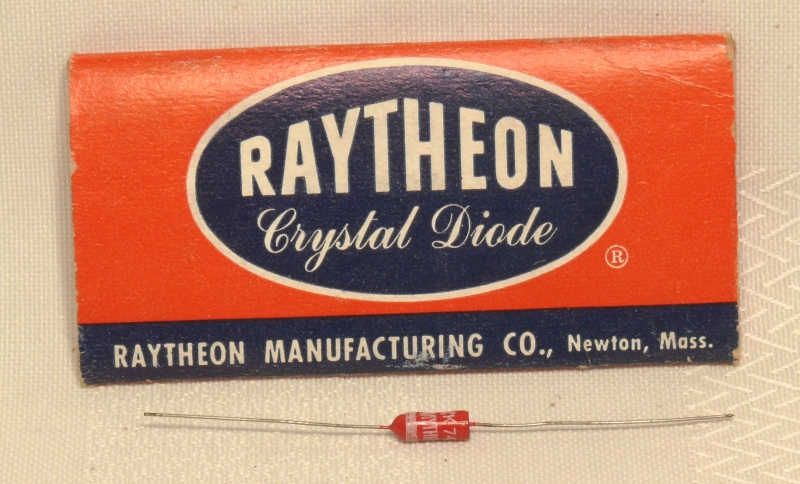 RAYTHEON
Crystal Diode
®
RAYTHEON MANUFACTURING CO., Newton, Mass.